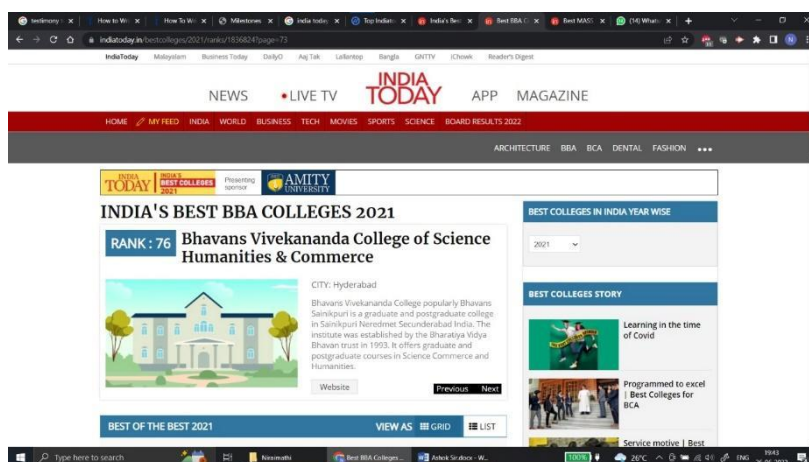 How to Wr
How To Wr
Milestones
india today
Top Indian
India's Best
Best BBA C
Best MASS
(14) Whats
indiatoday.in/bestcolleges/2021/ranks/1836824?page=73
IndiaToday Malayalam Business Today DailyO Aaj Tak Lallantop Bangla GNTTV iChowk Reader's Digest
NEWS •LIVE TV INDIA TODAY APP MAGAZINE
HOME MY FEED INDIA WORLD BUSINESS TECH MOVIES SPORTS SCIENCE BOARD RESULTS 2022
ARCHITECTURE BBA BCA DENTAL FASHION •••
INDIA TODAY INDIA'S BEST COLLEGES 2021 Presenting sponsor AMITY UNIVERSITY
INDIA'S BEST BBA COLLEGES 2021
RANK : 76
Bhavans Vivekananda College of Science
Humanities & Commerce
CITY: Hyderabad
Bhavans Vivekananda College popularly Bhavans
Sainikpuri is a graduate and postgraduate college
in Sainikpuri Neredmet Secunderabad India. The
institute was established by the Bharatiya Vidya
Bhavan trust in 1993. It offers graduate and
postgraduate courses in Science Commerce and
Humanities.
Website
Previous Next
BEST OF THE BEST 2021 VIEW AS GRID LIST
BEST COLLEGES IN INDIA YEAR WISE
2021
BEST COLLEGES STORY
Learning in the time
of Covid
Programmed to excel
| Best Colleges for
BCA
Service motive | Best
Type here to search
Best BBA Colleges...
Ashok Sir.docx - W...
100%
26°C
ENG
19:43